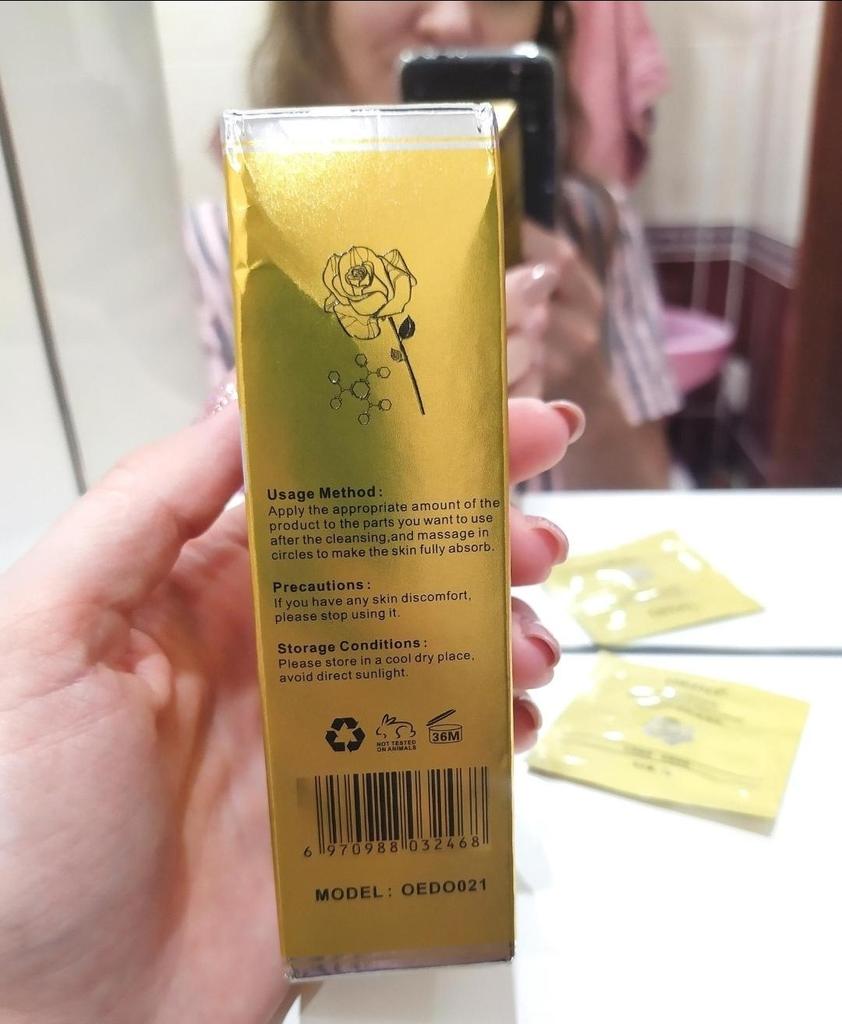 Usage Method:
Apply the appropriate amount of the
product to the parts you want to use
after the cleansing,and massage in
circles to make the skin fully absorb.
Precautions:
If you have any skin discomfort,
please stop using it.
Storage Conditions:
Please store in a cool dry place,
avoid direct sunlight.
NOT TESTED
ON ANIMALS
36M
6 970988 032468
MODEL: OEDO021